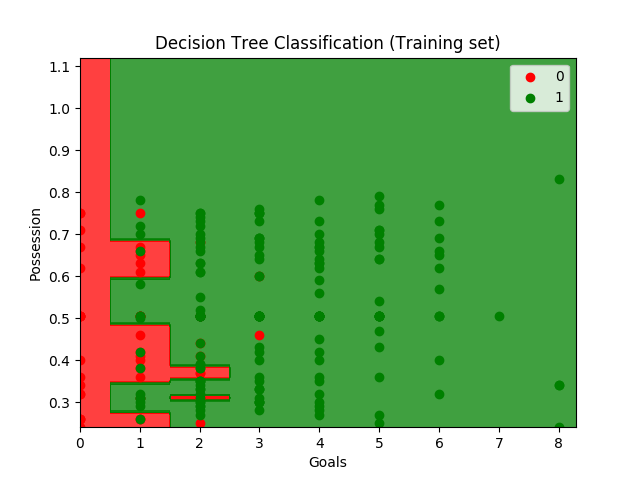 Decision Tree Classification (Training set)
0
1
Possession
1.1
1.0
0.9
0.8
0.7
0.6
0.5
0.4
0.3
0 1 2 3 4 5 6 7 8
Goals